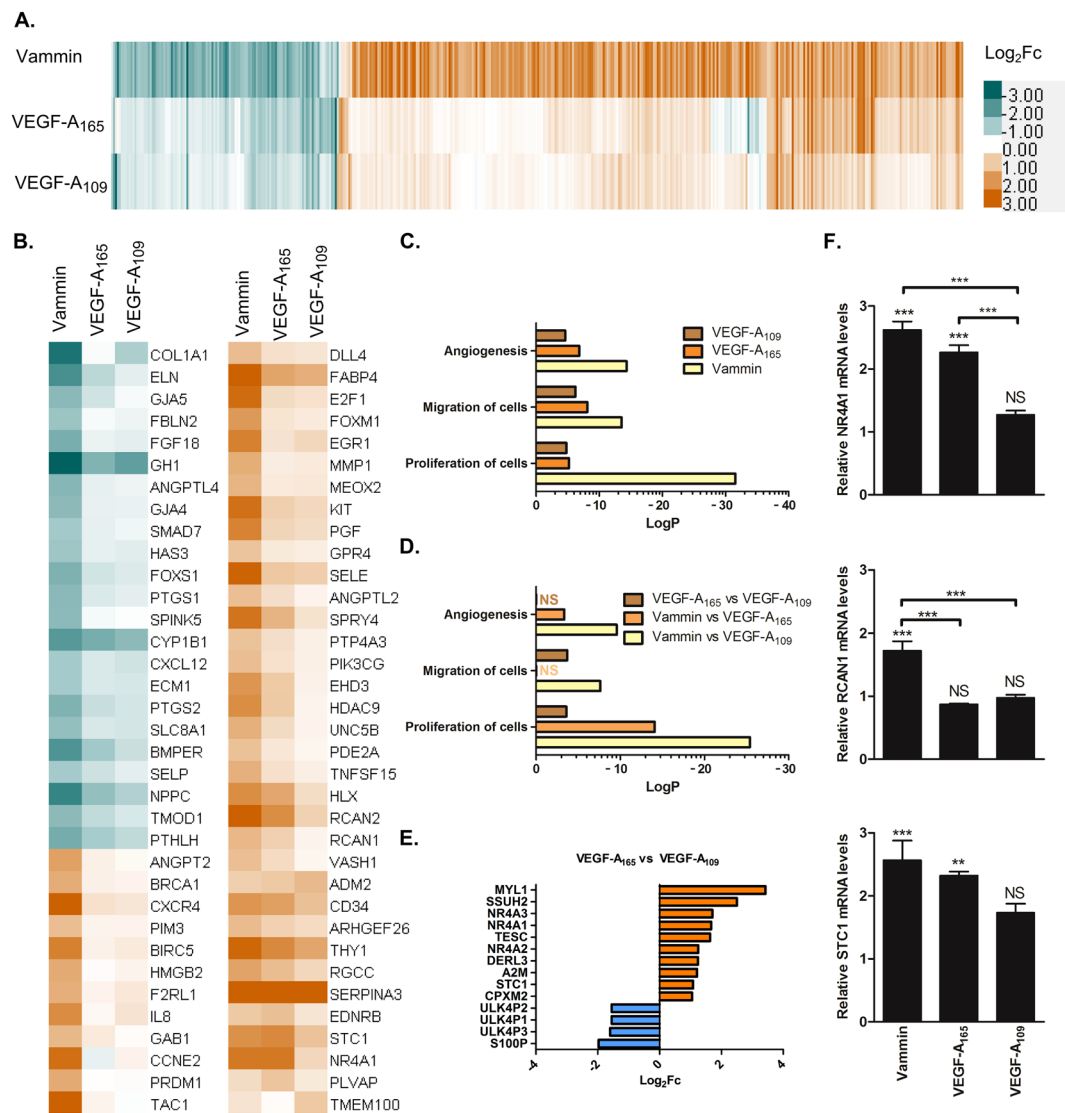 A.
Vammin
VEGF-A165
VEGF-A109
Log2Fc
-3.00
-2.00
-1.00
0.00
1.00
2.00
3.00
B.
Vammin
VEGF-A165
VEGF-A109
COL1A1
ELN
GJA5
FBLN2
FGF18
GH1
ANGPTL4
GJA4
SMAD7
HAS3
FOXS1
PTGS1
SPINK5
CYP1B1
CXCL12
ECM1
PTGS2
SLC8A1
BMPER
SELP
NPPC
TMOD1
PTHLH
ANGPT2
BRCA1
CXCR4
PIM3
BIRC5
HMGB2
F2RL1
IL8
GAB1
CCNE2
PRDM1
TAC1
Vammin
VEGF-A165
VEGF-A109
DLL4
FABP4
E2F1
FOXM1
EGR1
MMP1
MEOX2
KIT
PGF
GPR4
SELE
ANGPTL2
SPRY4
PTP4A3
PIK3CG
EHD3
HDAC9
UNC5B
PDE2A
TNFSF15
HLX
RCAN2
RCAN1
VASH1
ADM2
CD34
ARHGEF26
THY1
RGCC
SERPINA3
EDNRB
STC1
NR4A1
PLVAP
TMEM100
C.
Angiogenesis
Migration of cells
Proliferation of cells
VEGF-A109
VEGF-A165
Vammin
0 -10 -20 -30 -40
LogP
D.
Angiogenesis
Migration of cells
Proliferation of cells
NS
NS
VEGF-A165 vs VEGF-A109
Vammin vs VEGF-A165
Vammin vs VEGF-A109
0 -10 -20 -30
LogP
E.
VEGF-A165 vs VEGF-A109
MYL1
SSUH2
NR4A3
NR4A1
TESC
NR4A2
DERL3
A2M
STC1
CPXM2
ULK4P2
ULK4P1
ULK4P3
S100P
-4 -2 0 2 4
Log2Fc
F.
Relative NR4A1 mRNA levels
3
2
1
0
***
***
***
***
NS
Relative RCAN1 mRNA levels
3
2
1
0
***
***
***
NS
NS
Relative STC1 mRNA levels
3
2
1
0
***
**
NS
Vammin
VEGF-A165
VEGF-A109